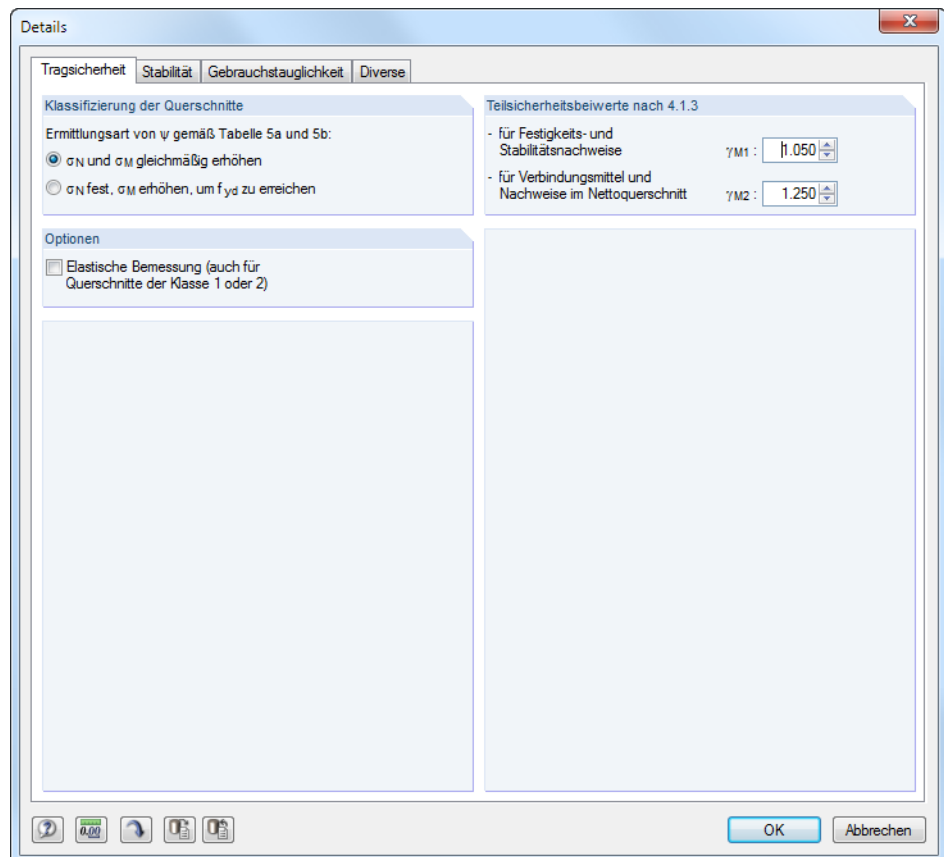 Details
Tragsicherheit
Stabilität
Gebrauchstauglichkeit
Diverse
Klassifizierung der Querschnitte
Ermittlungsart von ψ gemäß Tabelle 5a und 5b:
σN und σM gleichmäßig erhöhen
σN fest, σM erhöhen, um fyd zu erreichen
Optionen
Elastische Bemessung (auch für
Querschnitte der Klasse 1 oder 2)
Teilsicherheitsbeiwerte nach 4.1.3
- für Festigkeits- und
Stabilitätsnachweise
γM1 : 1.050
- für Verbindungsmittel und
Nachweise im Nettoquerschnitt
γM2 : 1.250
0.00
OK
Abbrechen